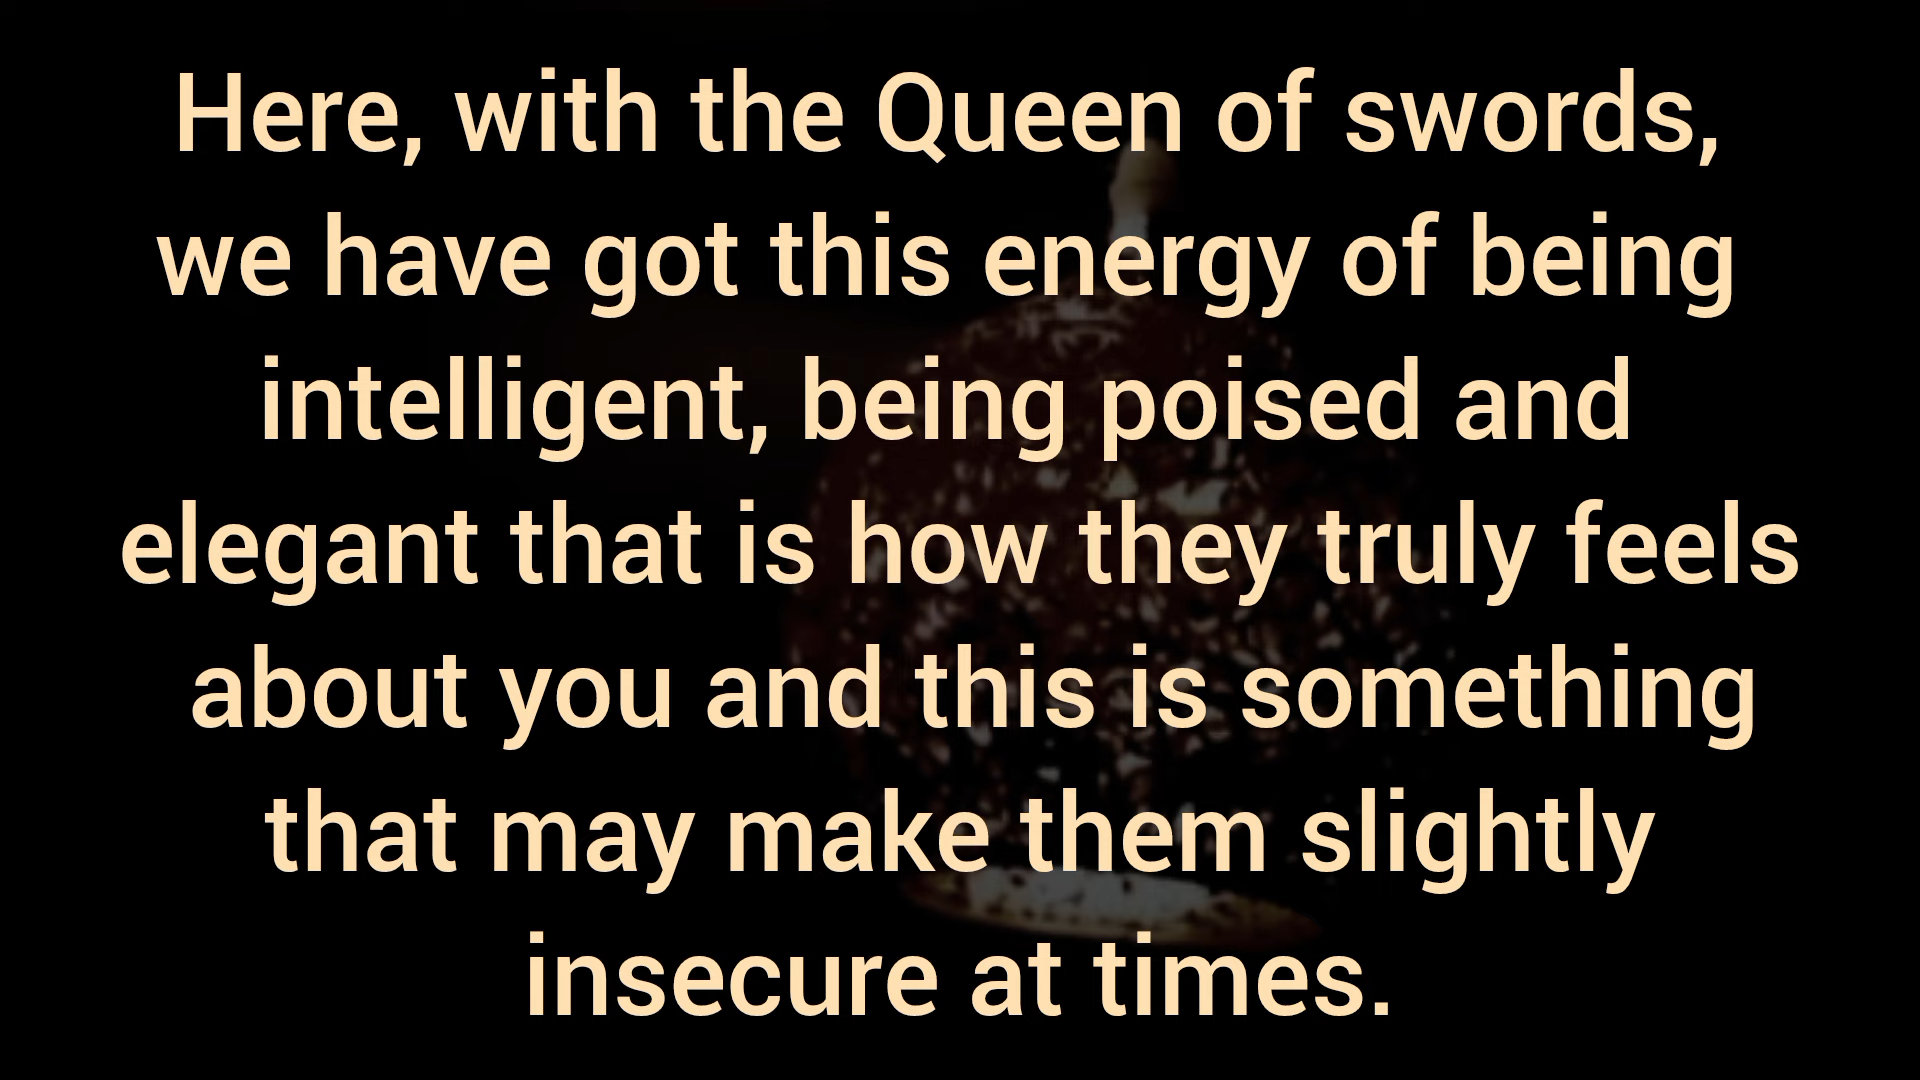 Here, with the Queen of swords,
we have got this energy of being
intelligent, being poised and
elegant that is how they truly feels
about you and this is something
that may make them slightly
insecure at times.